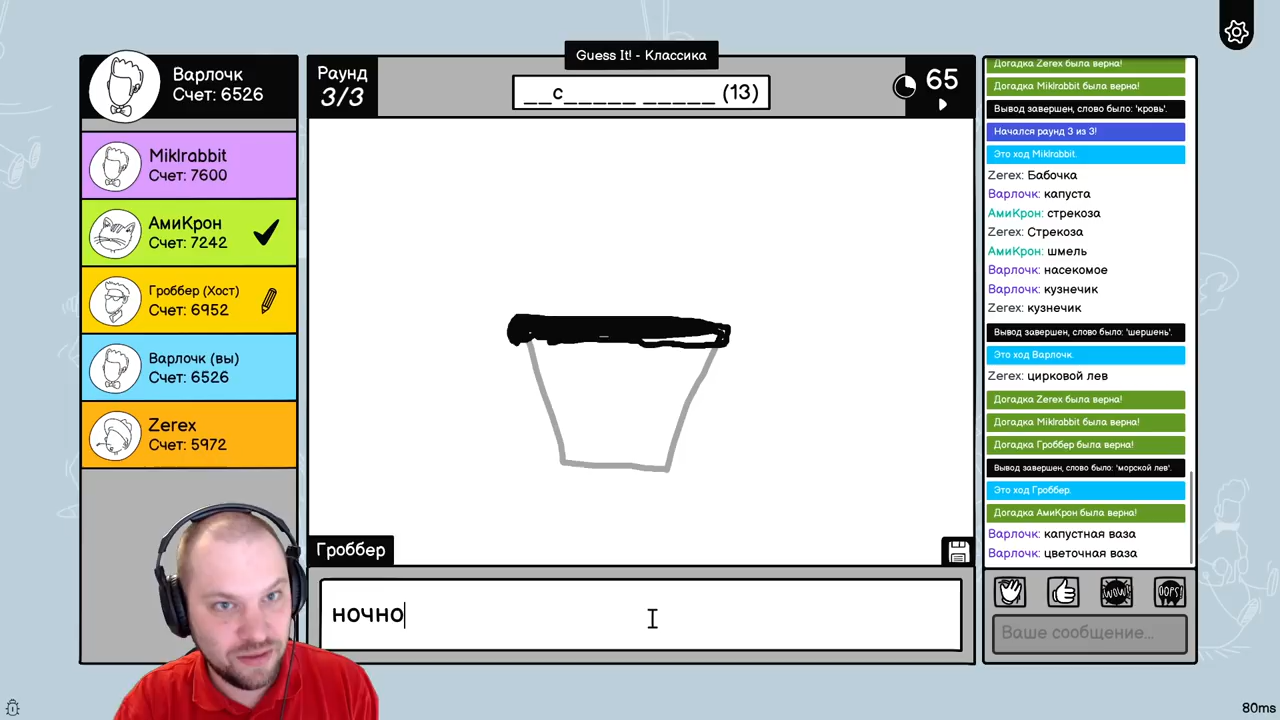 Guess It! - Классика
Варлочк
Счет: 6526
Miklrabbit
Счет: 7600
АмиКрон
Счет: 7242
Гроббер (Хост)
Счет: 6952
Варлочк (вы)
Счет: 6526
Zerex
Счет: 5972
Раунд
3/3
__с_____ _____ (13)
65
Гроббер
ночно
Догадка Zerex была верна!
Догадка Miklrabbit была верна!
Вывод завершен, слово было: 'кровь'.
Начался раунд 3 из 3!
Это ход Miklrabbit.
Zerex: Бабочка
Варлочк: капуста
АмиКрон: стрекоза
Zerex: Стрекоза
АмиКрон: шмель
Варлочк: насекомое
Варлочк: кузнечик
Zerex: кузнечик
Вывод завершен, слово было: 'шершень'.
Это ход Варлочк.
Zerex: цирковой лев
Догадка Zerex была верна!
Догадка Miklrabbit была верна!
Догадка Гроббер была верна!
Вывод завершен, слово было: 'морской лев'.
Это ход Гроббер.
Догадка АмиКрон была верна!
Варлочк: капустная ваза
Варлочк: цветочная ваза
WOW!
OOPS!
Ваше сообщение...
80ms